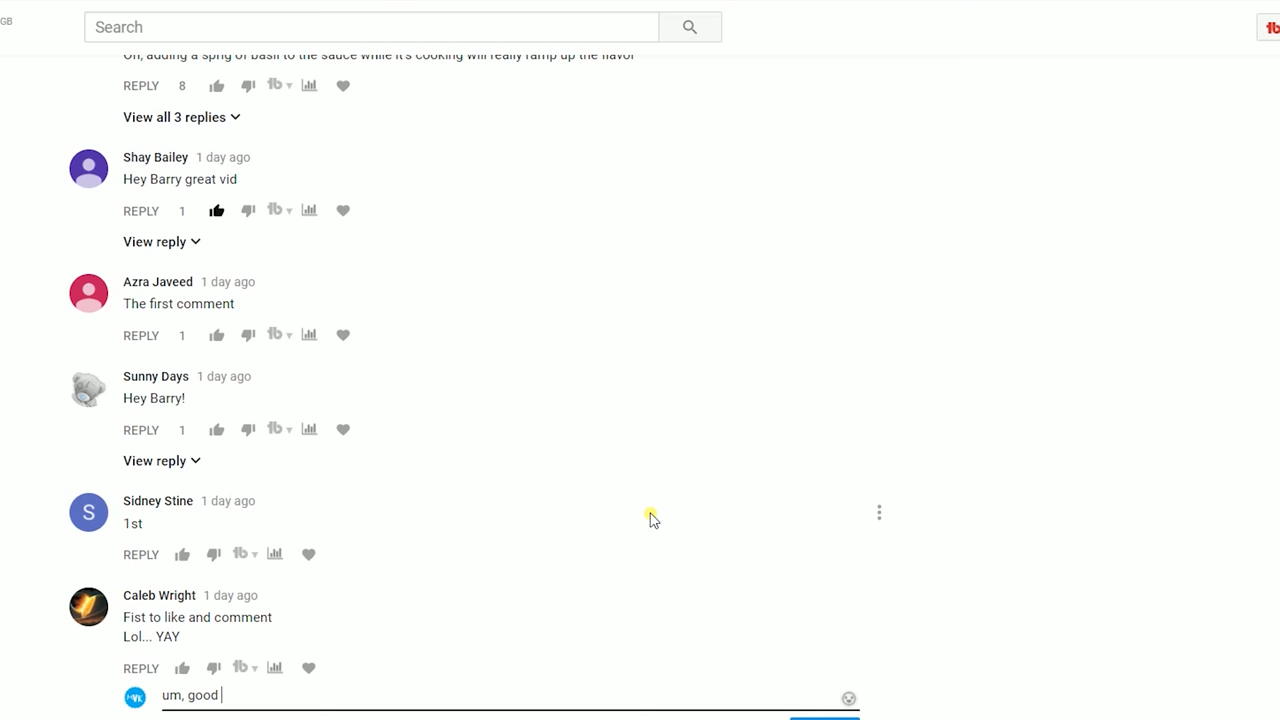 GB
Search
Oh, adding a sprig of basil to the sauce while it's cooking will really ramp up the flavor
REPLY 8
View all 3 replies
Shay Bailey 1 day ago
Hey Barry great vid
REPLY 1
View reply
Azra Javeed 1 day ago
The first comment
REPLY 1
Sunny Days 1 day ago
Hey Barry!
REPLY 1
View reply
S
Sidney Stine 1 day ago
1st
REPLY
Caleb Wright 1 day ago
Fist to like and comment
Lol... YAY
REPLY
um, good